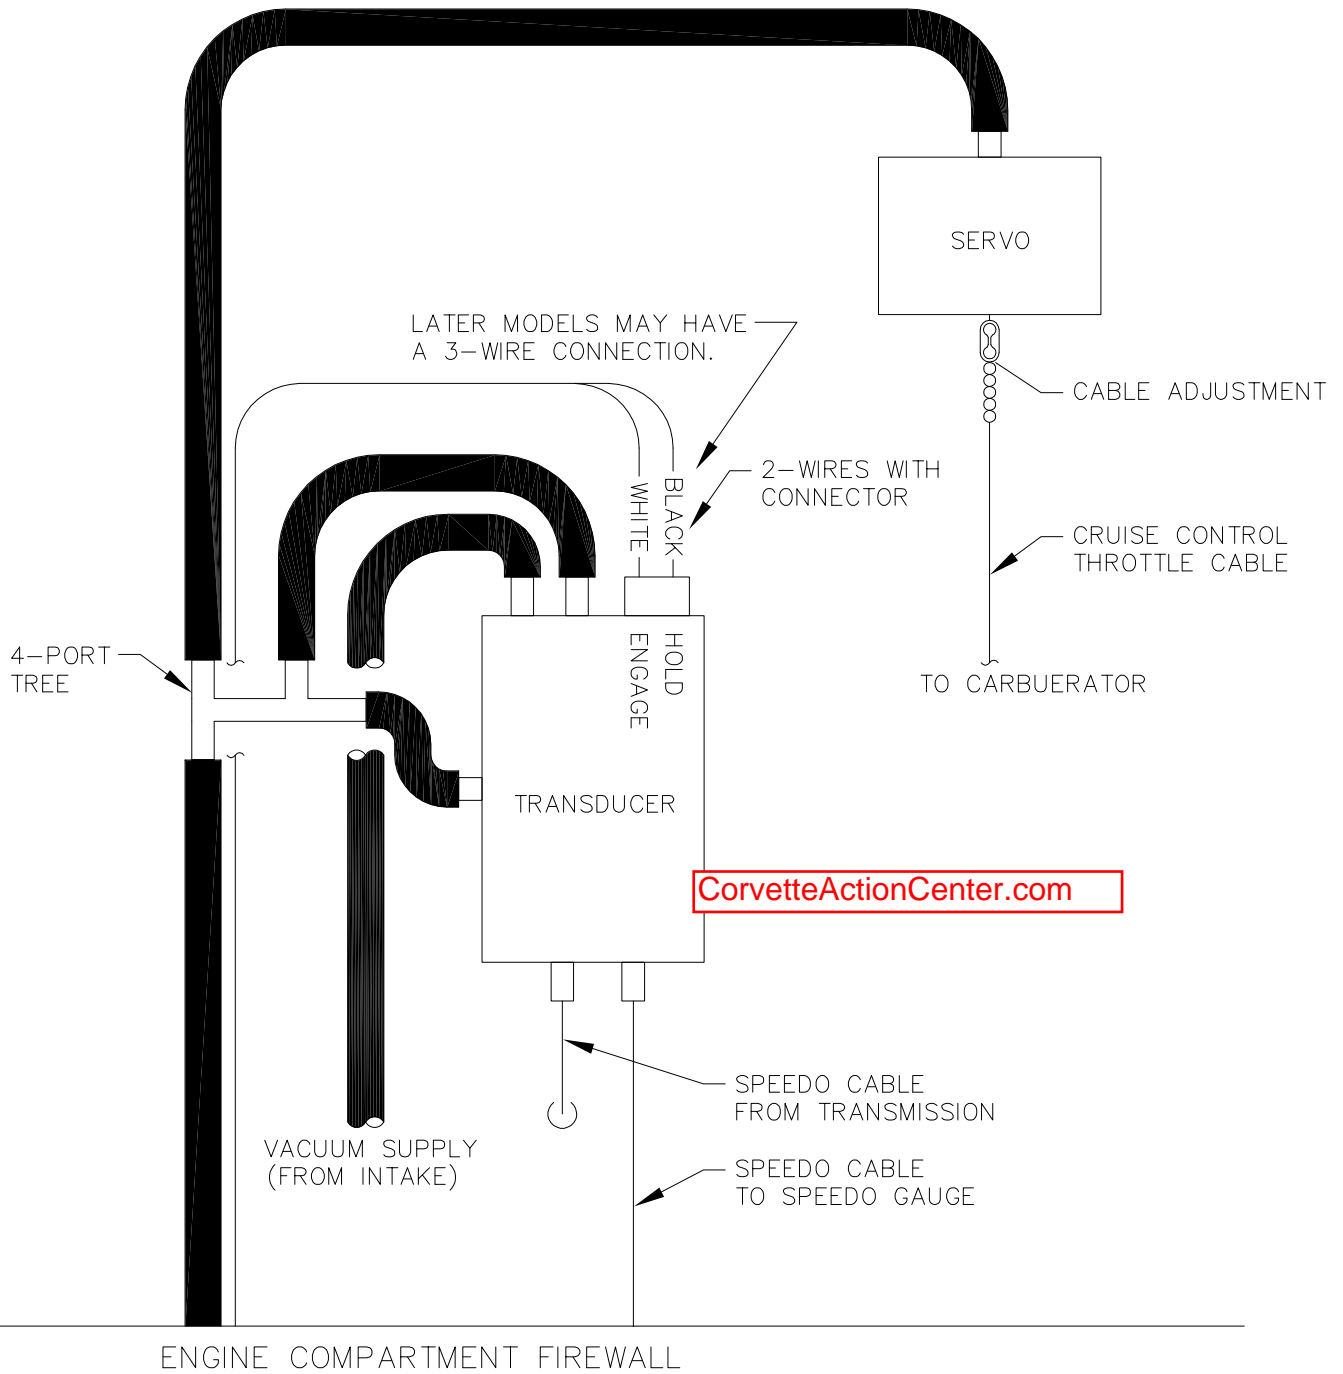 SERVO
LATER MODELS MAY HAVE
A 3-WIRE CONNECTION.
CABLE ADJUSTMENT
2-WIRES WITH
CONNECTOR
BLACK
WHITE
CRUISE CONTROL
THROTTLE CABLE
4-PORT
TREE
HOLD
ENGAGE
TO CARBUERATOR
TRANSDUCER
CorvetteActionCenter.com
SPEEDO CABLE
FROM TRANSMISSION
VACUUM SUPPLY
(FROM INTAKE)
SPEEDO CABLE
TO SPEEDO GAUGE
ENGINE COMPARTMENT FIREWALL